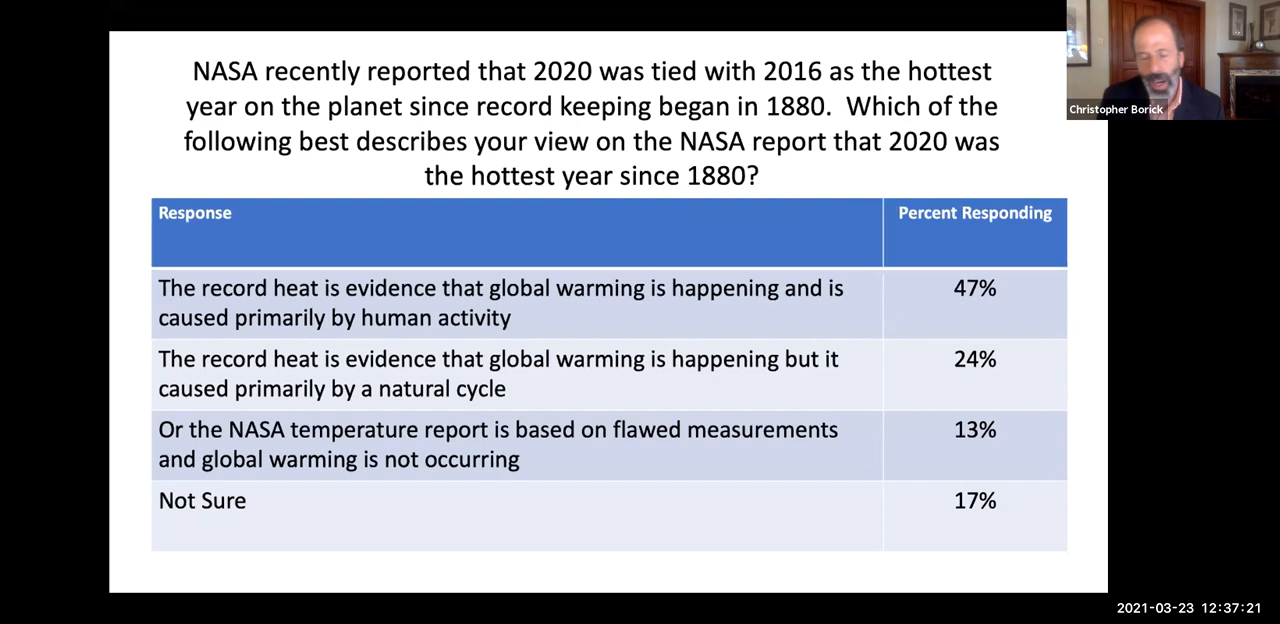 NASA recently reported that 2020 was tied with 2016 as the hottest
year on the planet since record keeping began in 1880.  Which of the
following best describes your view on the NASA report that 2020 was
the hottest year since 1880?
Christopher Borick
Response
Percent Responding
The record heat is evidence that global warming is happening and is
caused primarily by human activity
47%
The record heat is evidence that global warming is happening but it
caused primarily by a natural cycle
24%
Or the NASA temperature report is based on flawed measurements
and global warming is not occurring
13%
Not Sure
17%
2021-03-23 12:37:21